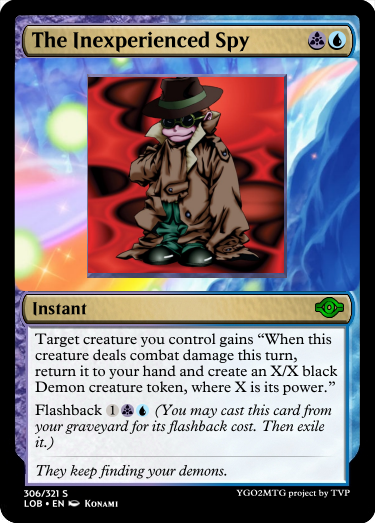 The Inexperienced Spy
Instant
Target creature you control gains “When this
creature deals combat damage this turn,
return it to your hand and create an X/X black
Demon creature token, where X is its power.”
Flashback 1 (You may cast this card from
your graveyard for its flashback cost. Then exile
it.)
They keep finding your demons.
306/321 S
YGO2MTG project by TVP
LOB • EN Konami